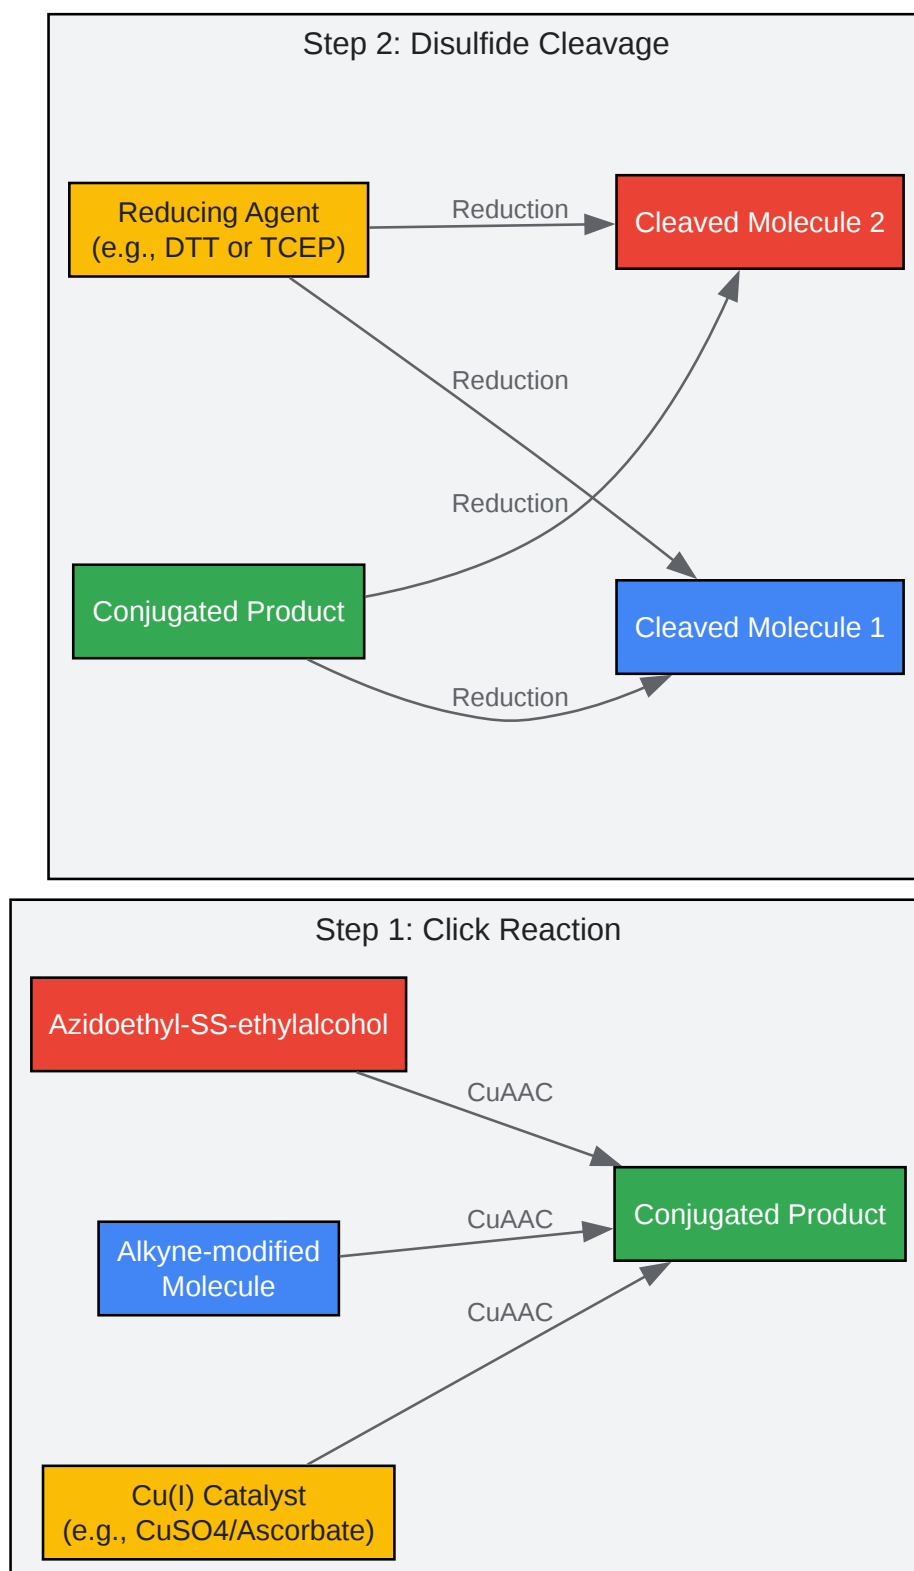 Step 2: Disulfide Cleavage
Reducing Agent
(e.g., DTT or TCEP)
Reduction
Cleaved Molecule 2
Reduction
Reduction
Conjugated Product
Cleaved Molecule 1
Reduction
Step 1: Click Reaction
Azidoethyl-SS-ethylalcohol
CuAAC
Alkyne-modified
Molecule
CuAAC
Conjugated Product
CuAAC
Cu(I) Catalyst
(e.g., CuSO4/Ascorbate)